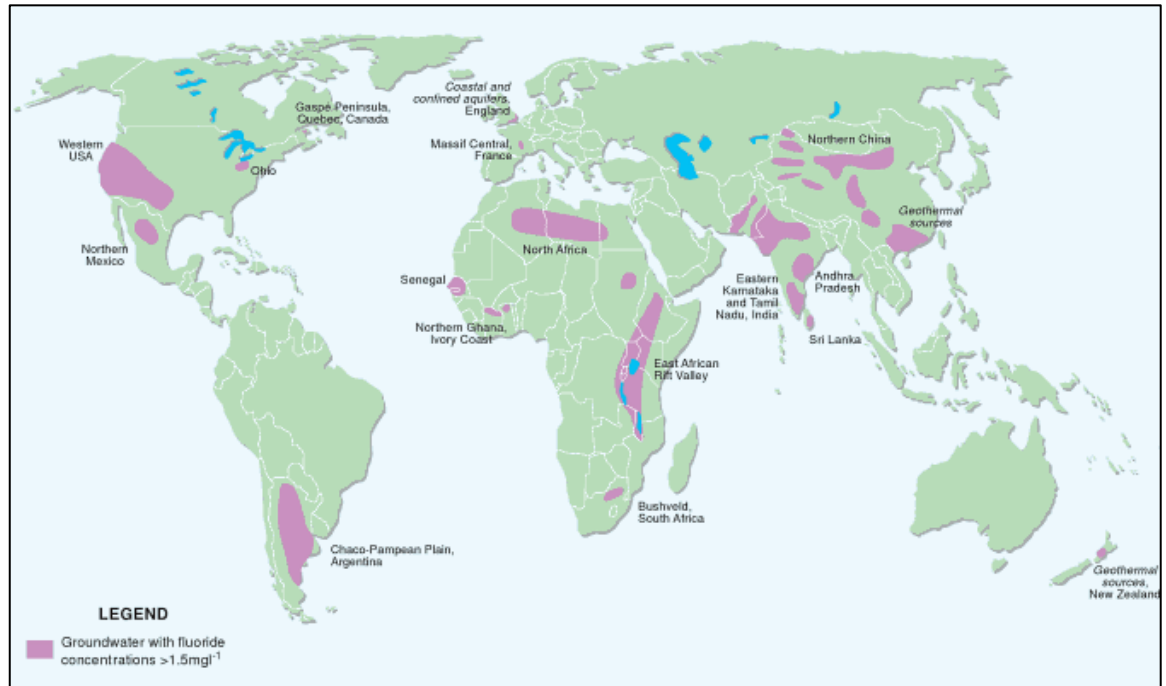 Coastal and
confined aquifers,
England
Gaspé Peninsula,
Quebec, Canada
Western
USA
Massif Central,
France
Northern China
Ohio
Geothermal
sources
Northern
Mexico
North Africa
Senegal
Eastern
Karnataka
and Tamil
Nadu, India
Andhra
Pradesh
Northern Ghana,
Ivory Coast
Sri Lanka
East African
Rift Valley
Bushveld,
South Africa
Chaco-Pampean Plain,
Argentina
Geothermal
sources,
New Zealand
LEGEND
Groundwater with fluoride
concentrations >1.5mgl⁻¹